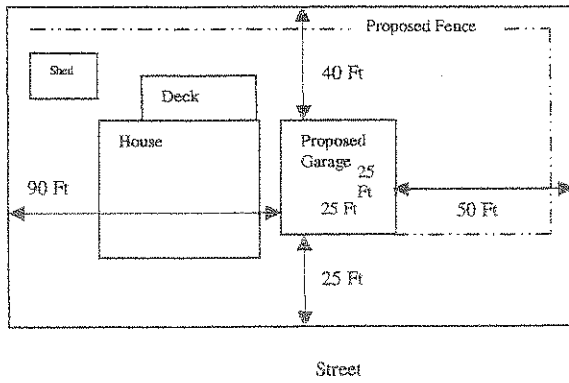 Proposed Fence
Shed
40 Ft
Deck
House
Proposed
Garage
25
Ft
90 Ft
25 Ft
50 Ft
25 Ft
Street